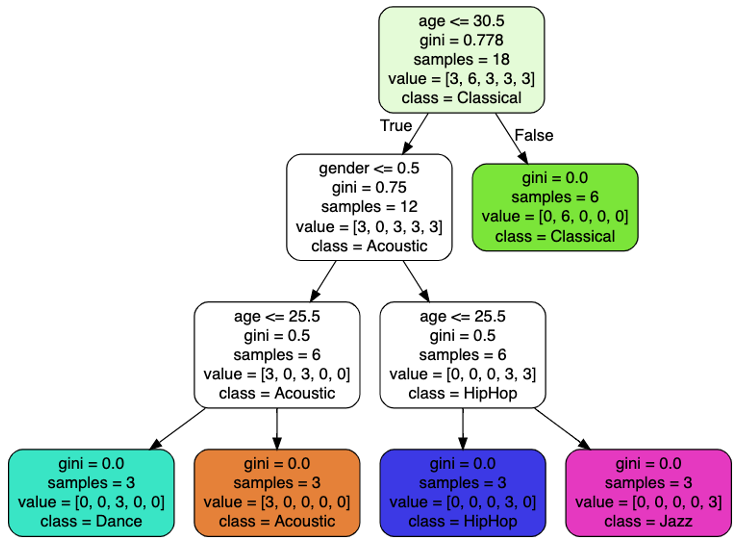 age <= 30.5
gini = 0.778
samples = 18
value = [3, 6, 3, 3, 3]
class = Classical
True
False
gender <= 0.5
gini = 0.75
samples = 12
value = [3, 0, 3, 3, 3]
class = Acoustic
gini = 0.0
samples = 6
value = [0, 6, 0, 0, 0]
class = Classical
age <= 25.5
gini = 0.5
samples = 6
value = [3, 0, 3, 0, 0]
class = Acoustic
age <= 25.5
gini = 0.5
samples = 6
value = [0, 0, 0, 3, 3]
class = HipHop
gini = 0.0
samples = 3
value = [0, 0, 3, 0, 0]
class = Dance
gini = 0.0
samples = 3
value = [3, 0, 0, 0, 0]
class = Acoustic
gini = 0.0
samples = 3
value = [0, 0, 0, 3, 0]
class = HipHop
gini = 0.0
samples = 3
value = [0, 0, 0, 0, 3]
class = Jazz